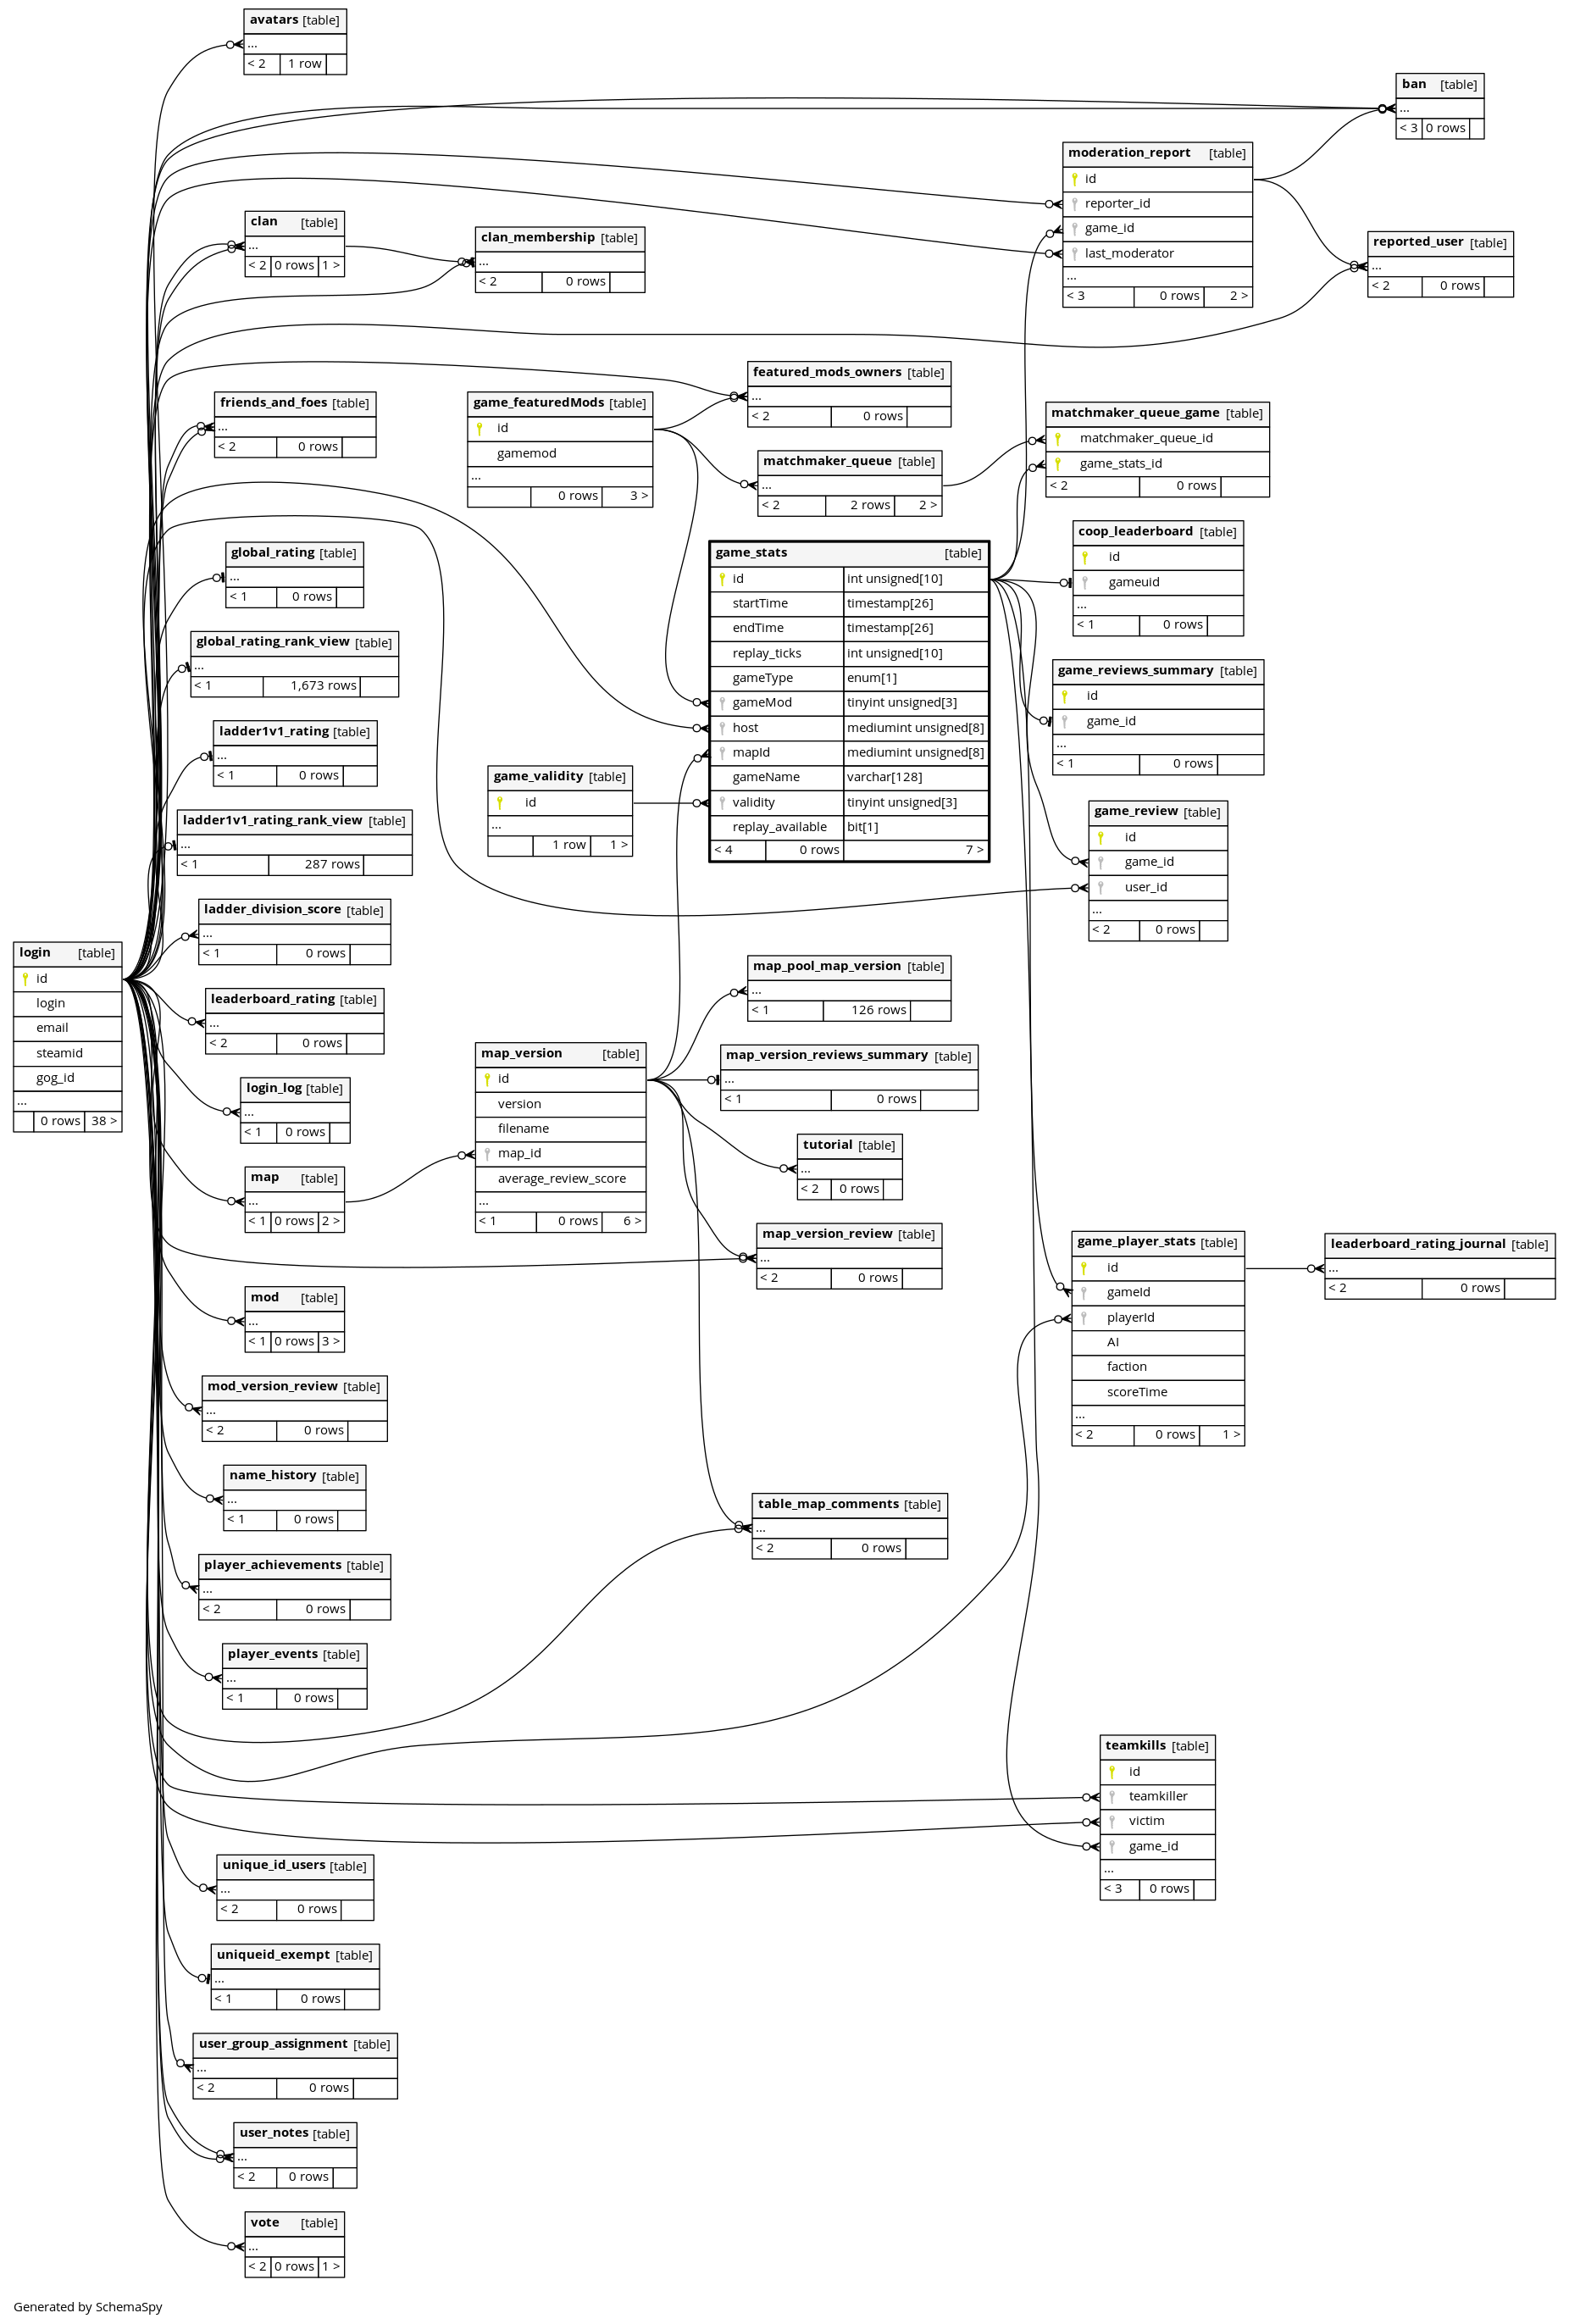 avatars [table]
...
< 2 1 row
ban [table]
...
< 3 0 rows
moderation_report [table]
id
reporter_id
game_id
last_moderator
...
< 3 0 rows 2 >
clan [table]
...
< 2 0 rows 1 >
clan_membership [table]
...
< 2 0 rows
reported_user [table]
...
< 2 0 rows
featured_mods_owners [table]
...
< 2 0 rows
friends_and_foes [table]
...
< 2 0 rows
game_featuredMods [table]
id
gamemod
...
0 rows 3 >
matchmaker_queue_game [table]
matchmaker_queue_id
game_stats_id
< 2 0 rows
matchmaker_queue [table]
...
< 2 2 rows 2 >
coop_leaderboard [table]
id
gameuid
...
< 1 0 rows
game_stats [table]
id int unsigned[10]
startTime timestamp[26]
endTime timestamp[26]
replay_ticks int unsigned[10]
gameType enum[1]
gameMod tinyint unsigned[3]
host mediumint unsigned[8]
mapId mediumint unsigned[8]
gameName varchar[128]
validity tinyint unsigned[3]
replay_available bit[1]
< 4 0 rows 7 >
global_rating [table]
...
< 1 0 rows
global_rating_rank_view [table]
...
< 1 1,673 rows
game_reviews_summary [table]
id
game_id
...
< 1 0 rows
ladder1v1_rating [table]
...
< 1 0 rows
game_validity [table]
id
...
1 row 1 >
ladder1v1_rating_rank_view [table]
...
< 1 287 rows
game_review [table]
id
game_id
user_id
...
< 2 0 rows
ladder_division_score [table]
...
< 1 0 rows
login [table]
id
login
email
steamid
gog_id
...
0 rows 38 >
map_pool_map_version [table]
...
< 1 126 rows
leaderboard_rating [table]
...
< 2 0 rows
map_version [table]
id
version
filename
map_id
average_review_score
...
< 1 0 rows 6 >
map_version_reviews_summary [table]
...
< 1 0 rows
login_log [table]
...
< 1 0 rows
tutorial [table]
...
< 2 0 rows
map [table]
...
< 1 0 rows 2 >
map_version_review [table]
...
< 2 0 rows
game_player_stats [table]
id
gameId
playerId
AI
faction
scoreTime
...
< 2 0 rows 1 >
leaderboard_rating_journal [table]
...
< 2 0 rows
mod [table]
...
< 1 0 rows 3 >
mod_version_review [table]
...
< 2 0 rows
name_history [table]
...
< 1 0 rows
table_map_comments [table]
...
< 2 0 rows
player_achievements [table]
...
< 2 0 rows
player_events [table]
...
< 1 0 rows
teamkills [table]
id
teamkiller
victim
game_id
...
< 3 0 rows
unique_id_users [table]
...
< 2 0 rows
uniqueid_exempt [table]
...
< 1 0 rows
user_group_assignment [table]
...
< 2 0 rows
user_notes [table]
...
< 2 0 rows
vote [table]
...
< 2 0 rows 1 >
Generated by SchemaSpy